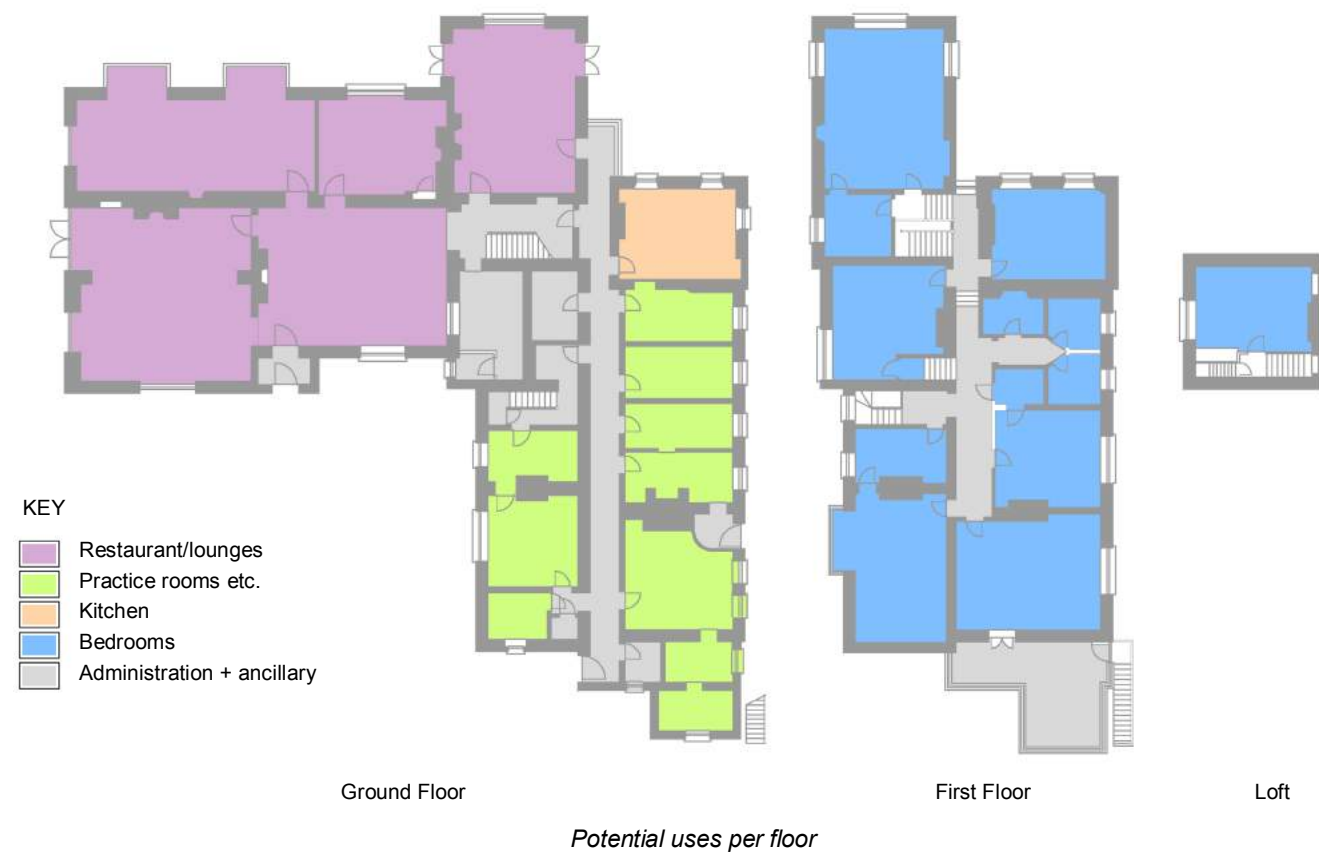 KEY
Restaurant/lounges
Practice rooms etc.
Kitchen
Bedrooms
Administration + ancillary
Ground Floor
First Floor
Loft
Potential uses per floor